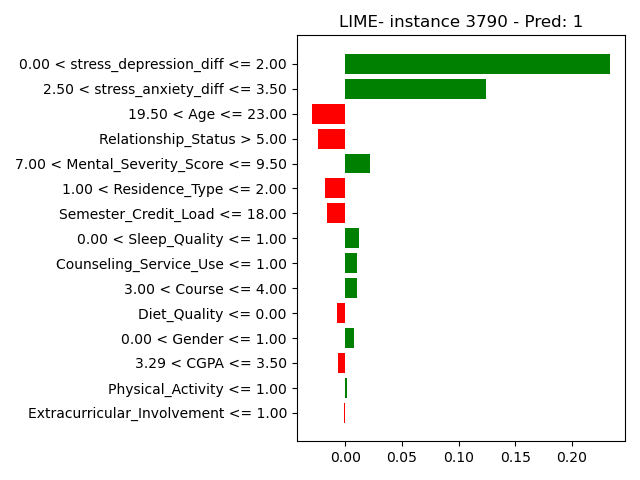 LIME- instance 3790 - Pred: 1
0.00 < stress_depression_diff <= 2.00
2.50 < stress_anxiety_diff <= 3.50
19.50 < Age <= 23.00
Relationship_Status > 5.00
7.00 < Mental_Severity_Score <= 9.50
1.00 < Residence_Type <= 2.00
Semester_Credit_Load <= 18.00
0.00 < Sleep_Quality <= 1.00
Counseling_Service_Use <= 1.00
3.00 < Course <= 4.00
Diet_Quality <= 0.00
0.00 < Gender <= 1.00
3.29 < CGPA <= 3.50
Physical_Activity <= 1.00
Extracurricular_Involvement <= 1.00
0.00 0.05 0.10 0.15 0.20